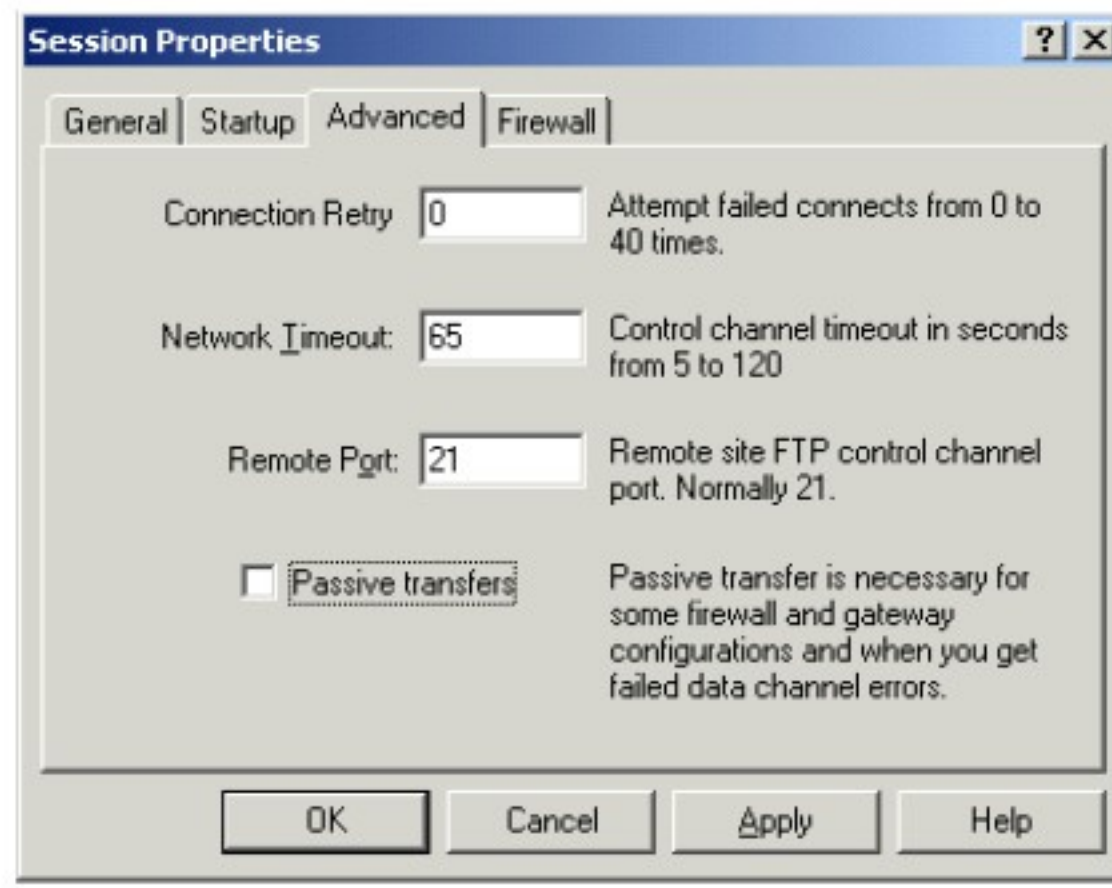 Session Properties
General Startup Advanced Firewall
Connection Retry 0 Attempt failed connects from 0 to
40 times.
Network Timeout: 65 Control channel timeout in seconds
from 5 to 120
Remote Port: 21 Remote site FTP control channel
port. Normally 21.
Passive transfers Passive transfer is necessary for
some firewall and gateway
configurations and when you get
failed data channel errors.
OK Cancel Apply Help